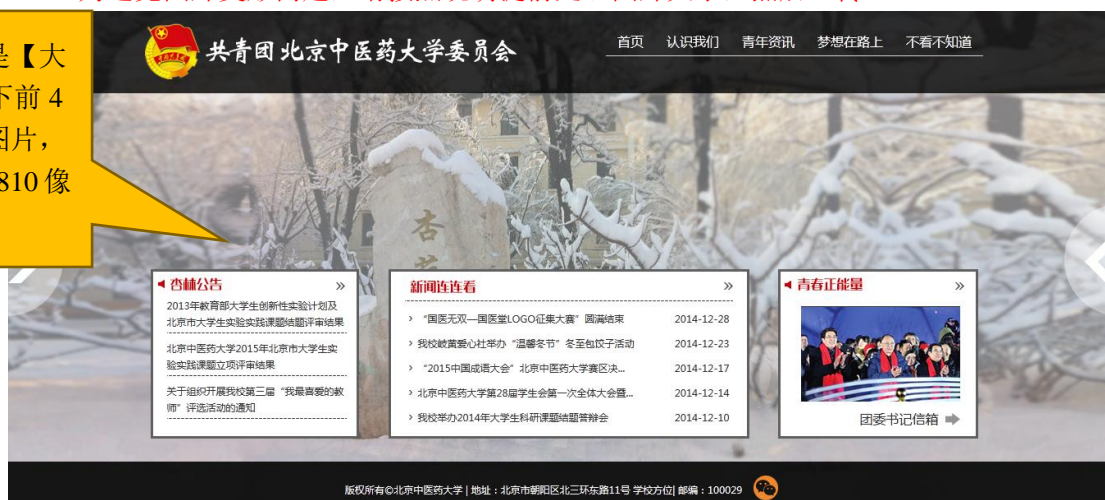 共青团北京中医药大学委员会
首页 认识我们 青年资讯 梦想在路上 不看不知道
是【大
下前 4
图片，
810 像
杏
杏林公告 »
2013年教育部大学生创新性实验计划及
北京市大学生实验实践课题结题评审结果
北京中医药大学2015年北京市大学生实
验实践课题立项评审结果
关于组织开展我校第三届“我最喜爱的教
师”评选活动的通知
新闻连连看 »
› “国医无双—国医堂LOGO征集大赛”圆满结束 2014-12-28
› 我校岐黄爱心社举办“温馨冬节”冬至包饺子活动 2014-12-23
› “2015中国成语大会”北京中医药大学赛区决... 2014-12-17
› 北京中医药大学第28届学生会第一次全体大会暨... 2014-12-14
› 我校举办2014年大学生科研课题结题答辩会 2014-12-10
青春正能量 »
团委书记信箱
版权所有©北京中医药大学 | 地址：北京市朝阳区北三环东路11号 学校方位| 邮编：100029